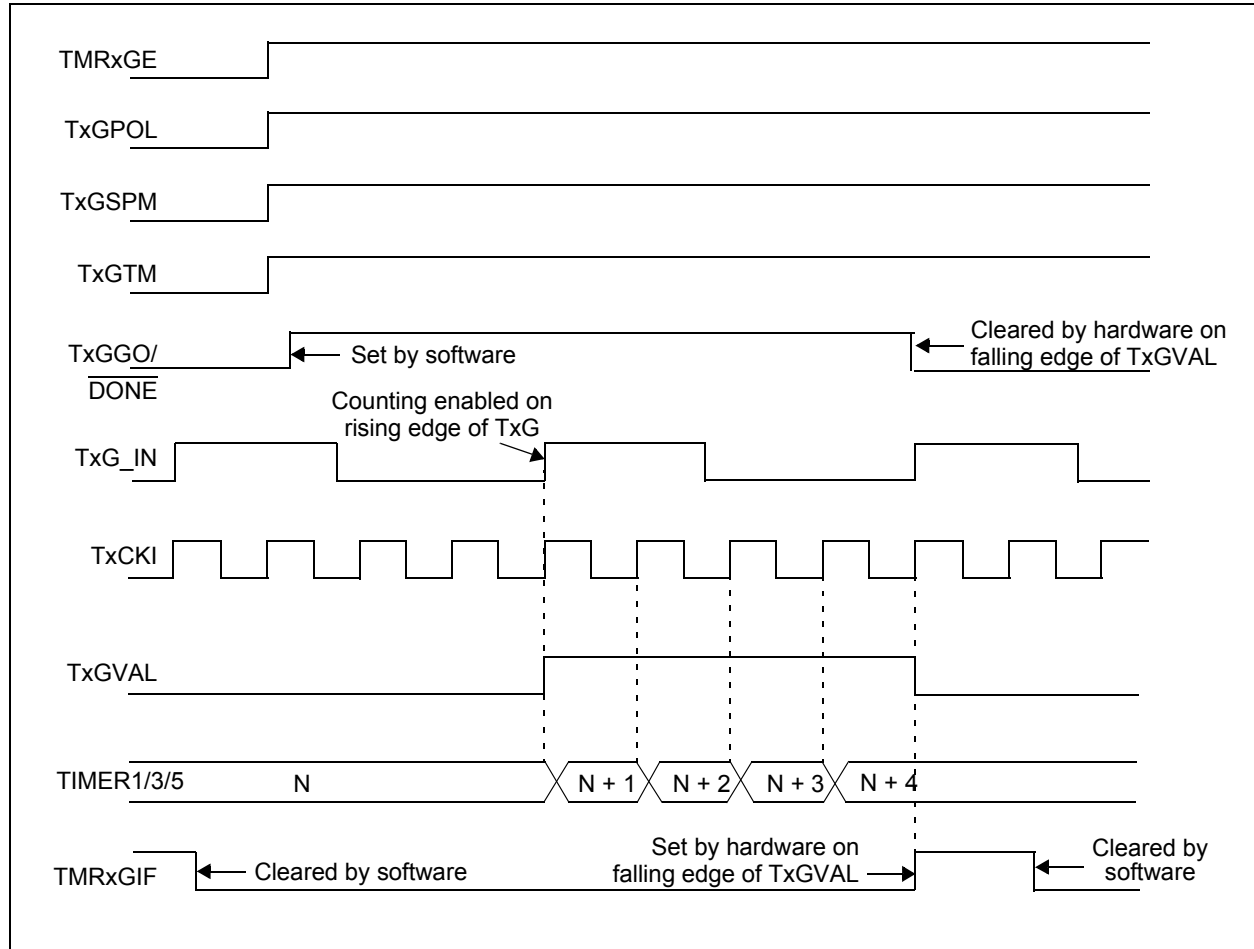 TMRxGE
TxGPOL
TxGSPM
TxGTM
TxGGO/
DONE
Set by software
Cleared by hardware on
falling edge of TxGVAL
Counting enabled on
rising edge of TxG
TxG_IN
TxCKI
TxGVAL
TIMER1/3/5 N N + 1 N + 2 N + 3 N + 4
TMRxGIF
Cleared by software
Set by hardware on
falling edge of TxGVAL
Cleared by
software